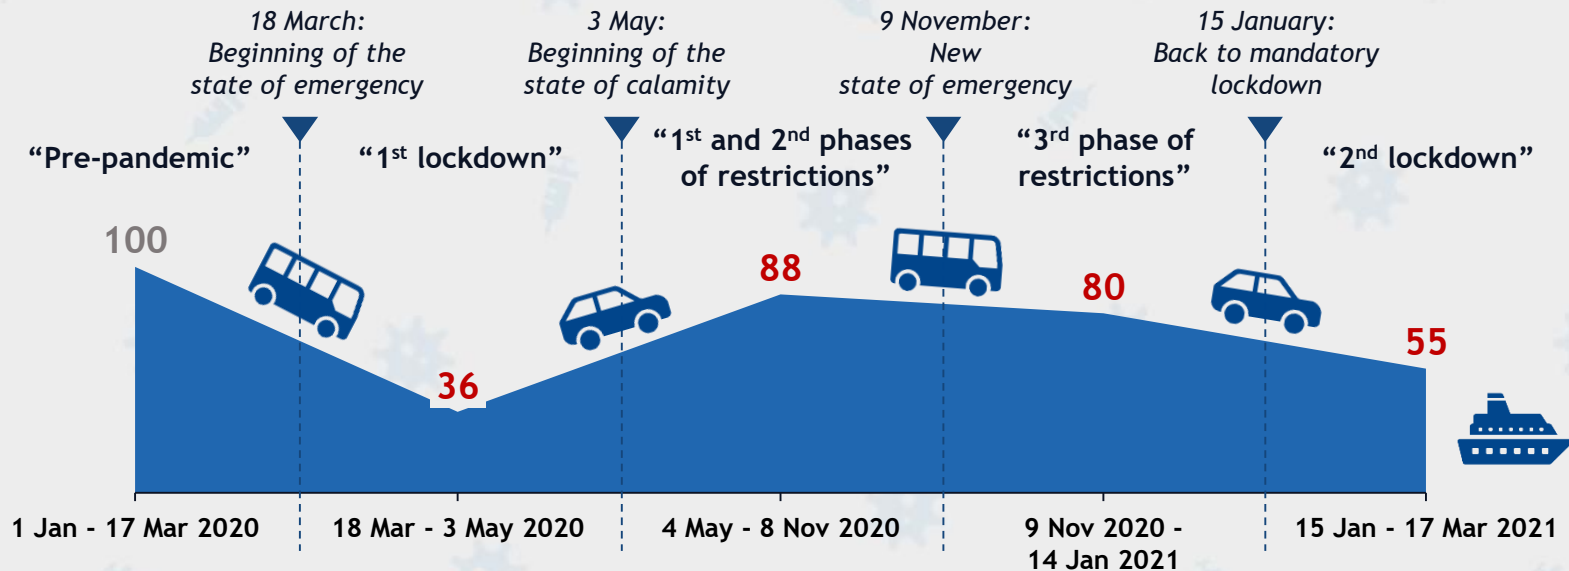 18 March:
Beginning of the
state of emergency
3 May:
Beginning of the
state of calamity
9 November:
New
state of emergency
15 January:
Back to mandatory
lockdown
“Pre-pandemic”
“1st lockdown”
“1st and 2nd phases
of restrictions”
“3rd phase of
restrictions”
“2nd lockdown”
100
36
88
80
55
1 Jan - 17 Mar 2020
18 Mar - 3 May 2020
4 May - 8 Nov 2020
9 Nov 2020 -
14 Jan 2021
15 Jan - 17 Mar 2021